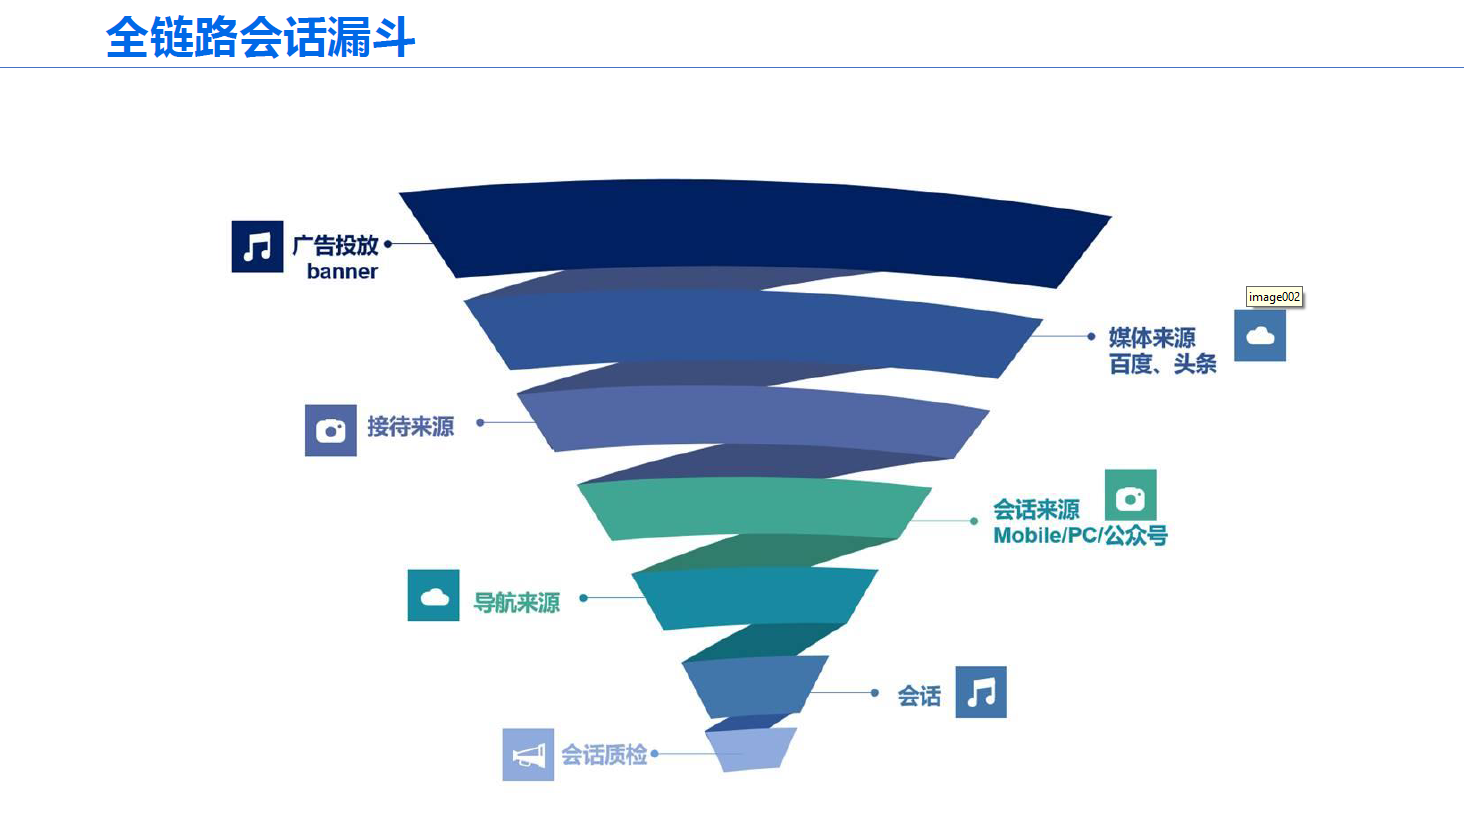 全链路会话漏斗
广告投放
banner
image002
媒体来源
百度、头条
接待来源
会话来源
Mobile/PC/公众号
导航来源
会话
会话质检